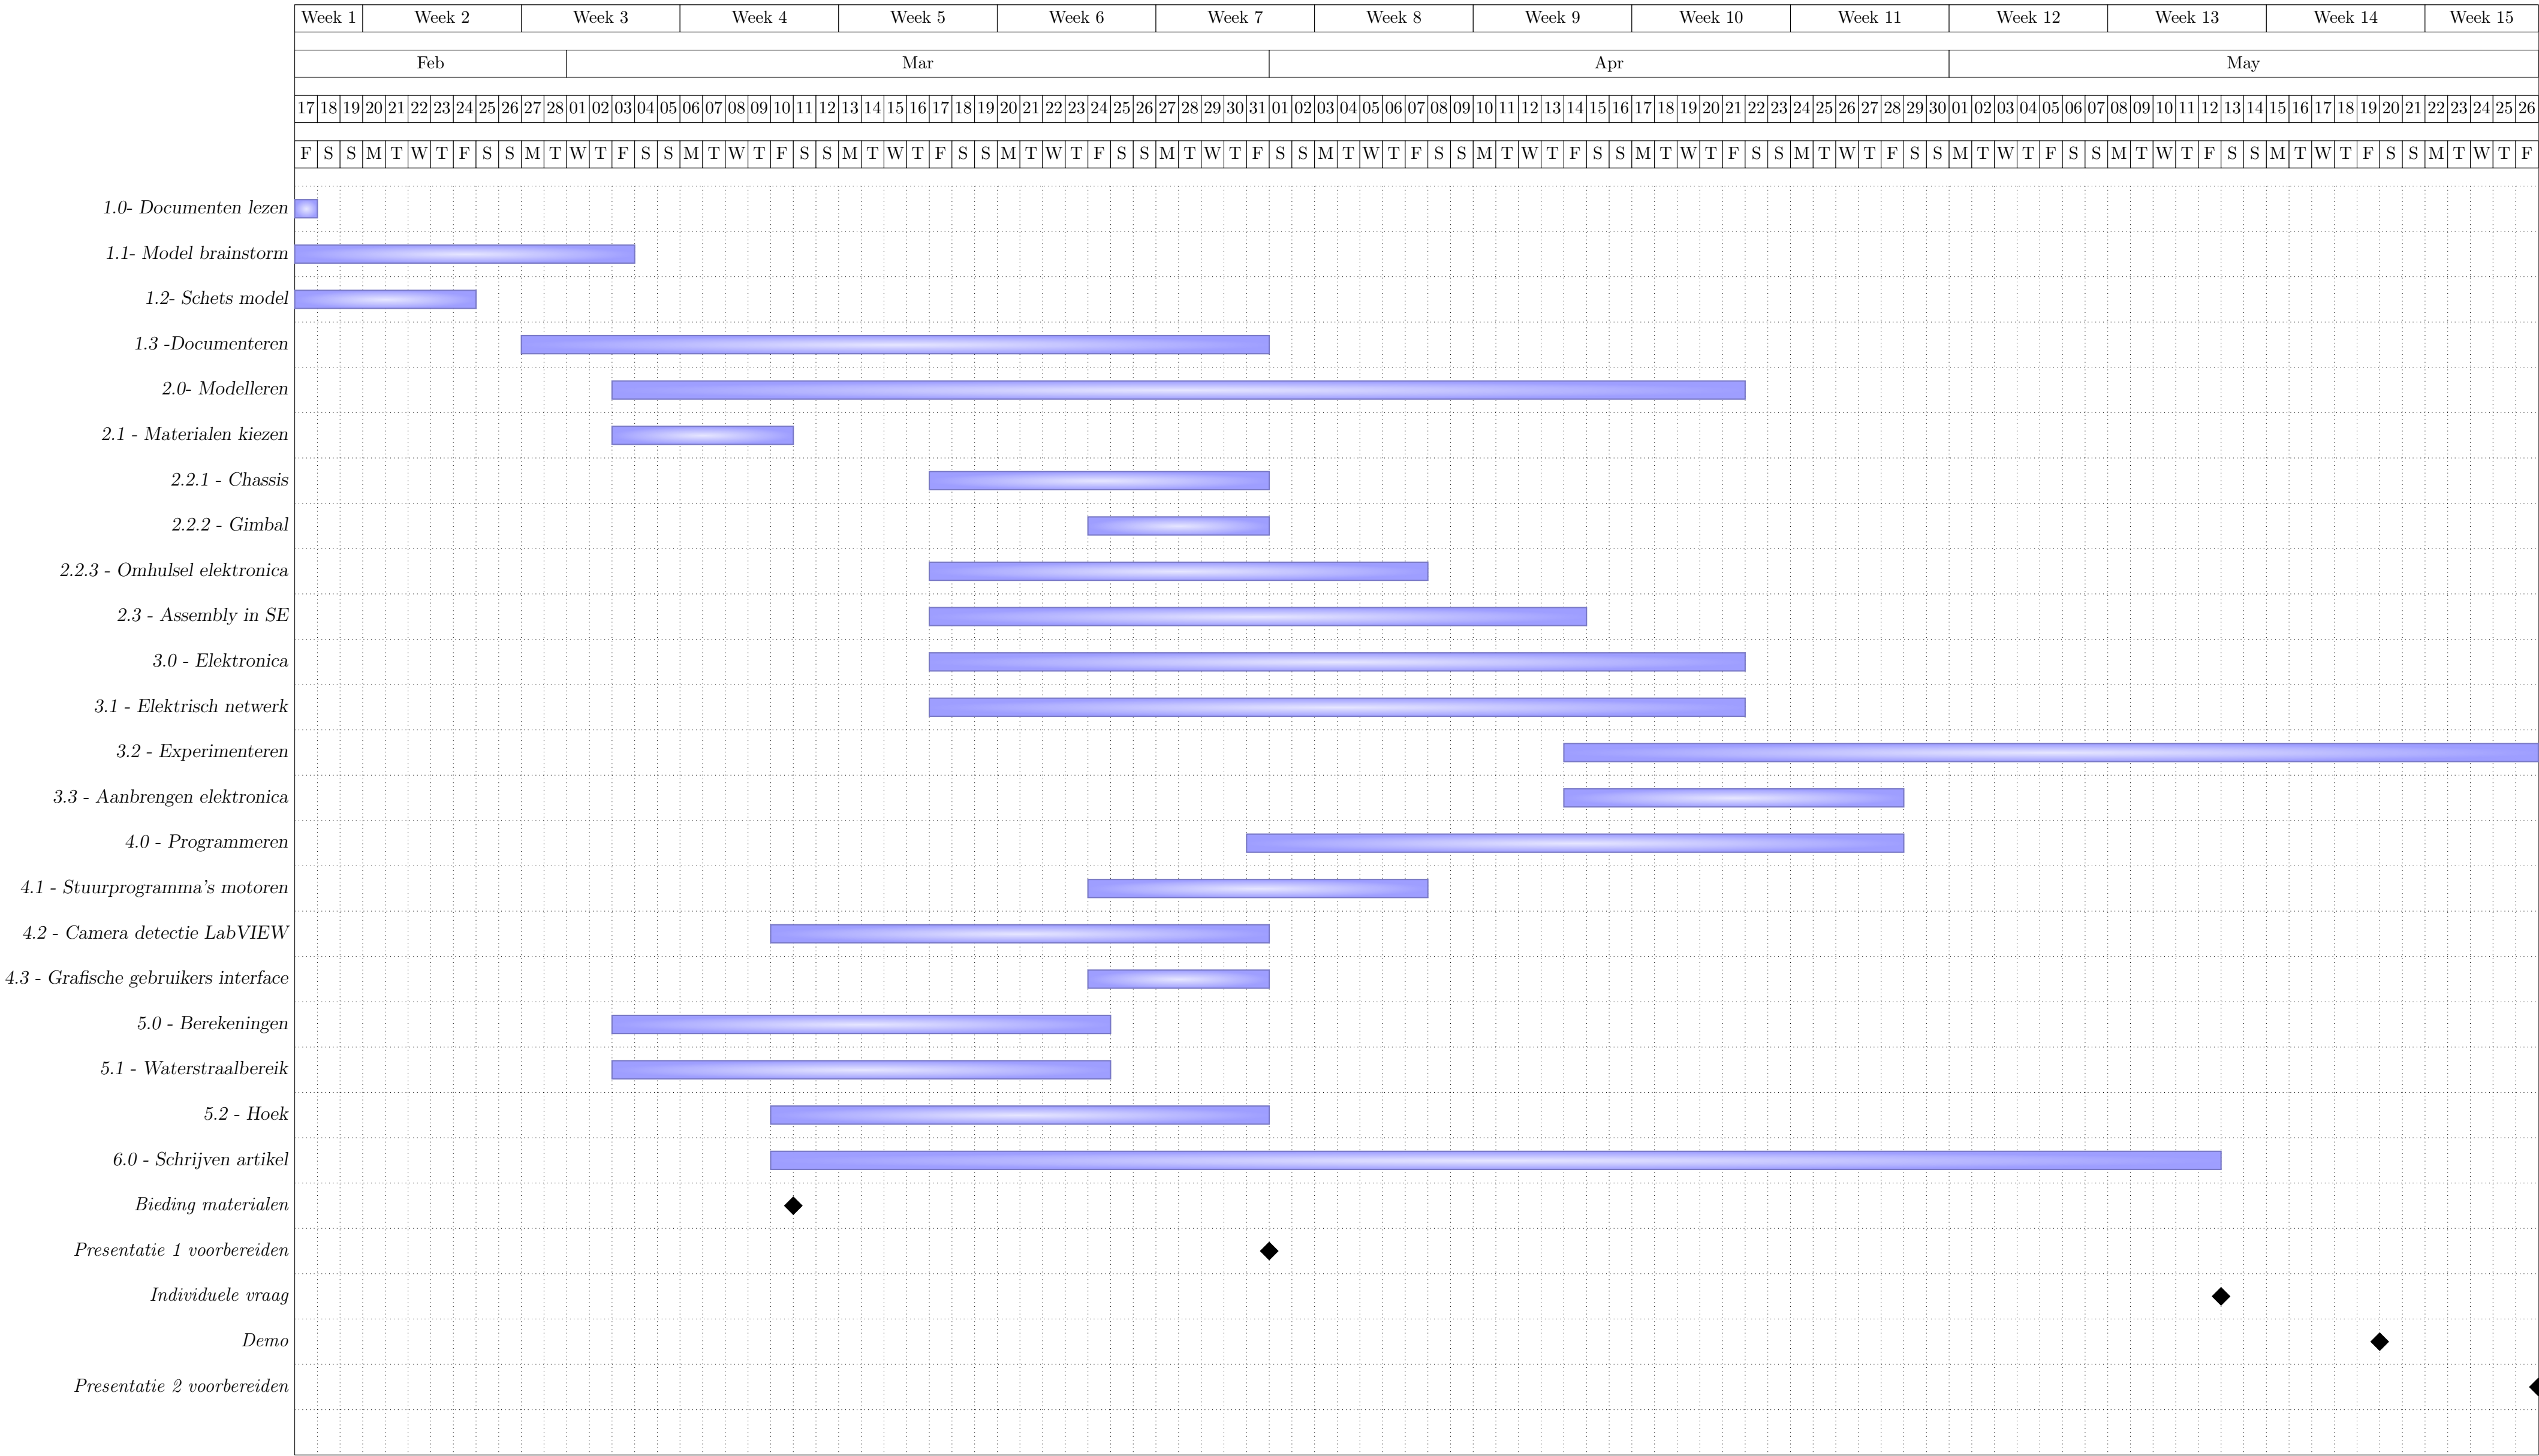 Week 1 Week 2 Week 3 Week 4 Week 5 Week 6 Week 7 Week 8 Week 9 Week 10 Week 11 Week 12 Week 13 Week 14 Week 15
Feb Mar Apr May
17 18 19 20 21 22 23 24 25 26 27 28 01 02 03 04 05 06 07 08 09 10 11 12 13 14 15 16 17 18 19 20 21 22 23 24 25 26 27 28 29 30 31 01 02 03 04 05 06 07 08 09 10 11 12 13 14 15 16 17 18 19 20 21 22 23 24 25 26 27 28 29 30 01 02 03 04 05 06 07 08 09 10 11 12 13 14 15 16 17 18 19 20 21 22 23 24 25 26
F S S M T W T F S S M T W T F S S M T W T F S S M T W T F S S M T W T F S S M T W T F S S M T W T F S S M T W T F S S M T W T F S S M T W T F S S M T W T F S S M T W T F S S M T W T F S S M T W T F
1.0- Documenten lezen
1.1- Model brainstorm
1.2- Schets model
1.3 -Documenteren
2.0- Modelleren
2.1 - Materialen kiezen
2.2.1 - Chassis
2.2.2 - Gimbal
2.2.3 - Omhulsel elektronica
2.3 - Assembly in SE
3.0 - Elektronica
3.1 - Elektrisch netwerk
3.2 - Experimenteren
3.3 - Aanbrengen elektronica
4.0 - Programmeren
4.1 - Stuurprogramma's motoren
4.2 - Camera detectie LabVIEW
4.3 - Grafische gebruikers interface
5.0 - Berekeningen
5.1 - Waterstraalbereik
5.2 - Hoek
6.0 - Schrijven artikel
Bieding materialen
Presentatie 1 voorbereiden
Individuele vraag
Demo
Presentatie 2 voorbereiden